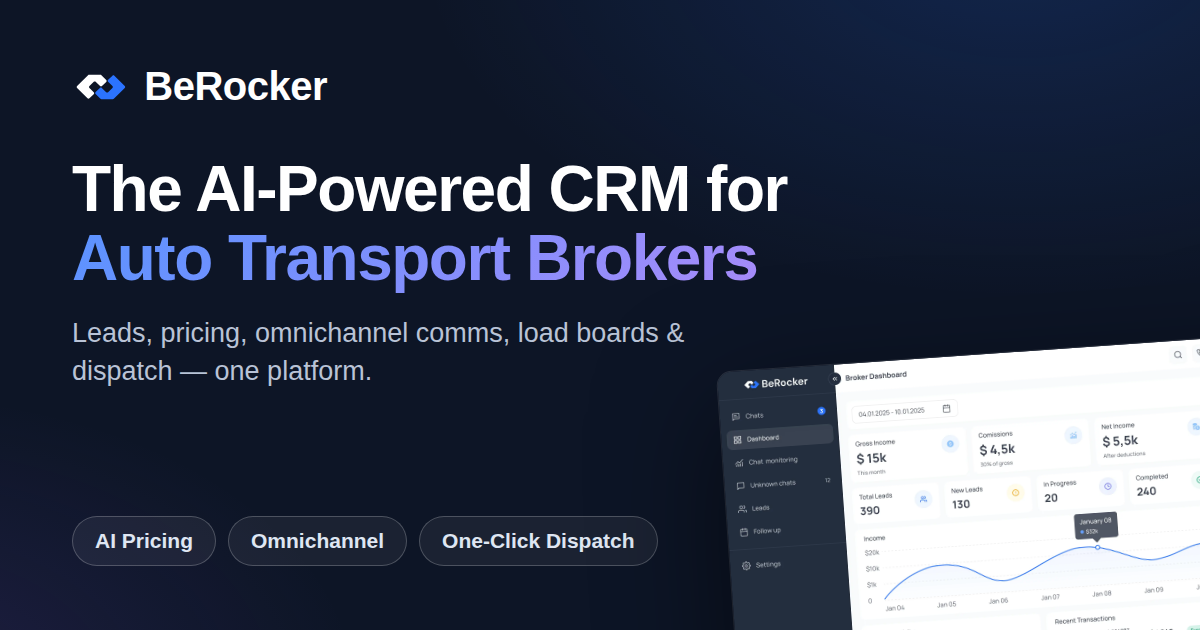 BeRocker
The AI-Powered CRM for
Auto Transport Brokers
Leads, pricing, omnichannel comms, load boards &
dispatch — one platform.
AI Pricing
Omnichannel
One-Click Dispatch
BeRocker
Chats 3
Dashboard
Chat monitoring
Unknown chats 12
Leads
Follow up
Settings
Broker Dashboard
04.01.2025 - 10.01.2025
Gross Income
$ 15k
This month
Comissions
$ 4,5k
30% of gross
Net Income
$ 5,5k
After deductions
Total Leads
390
New Leads
130
In Progress
20
Completed
240
Income
$20k
$10k
$1k
0
January 08
Jan 04
Jan 05
Jan 06
Jan 07
Jan 08
Jan 09
Recent Transactions